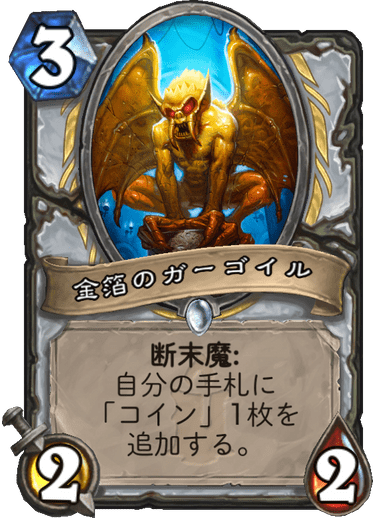 3
金箔のガーゴイル
断末魔:
自分の手札に
「コイン」1枚を
追加する。
2
2